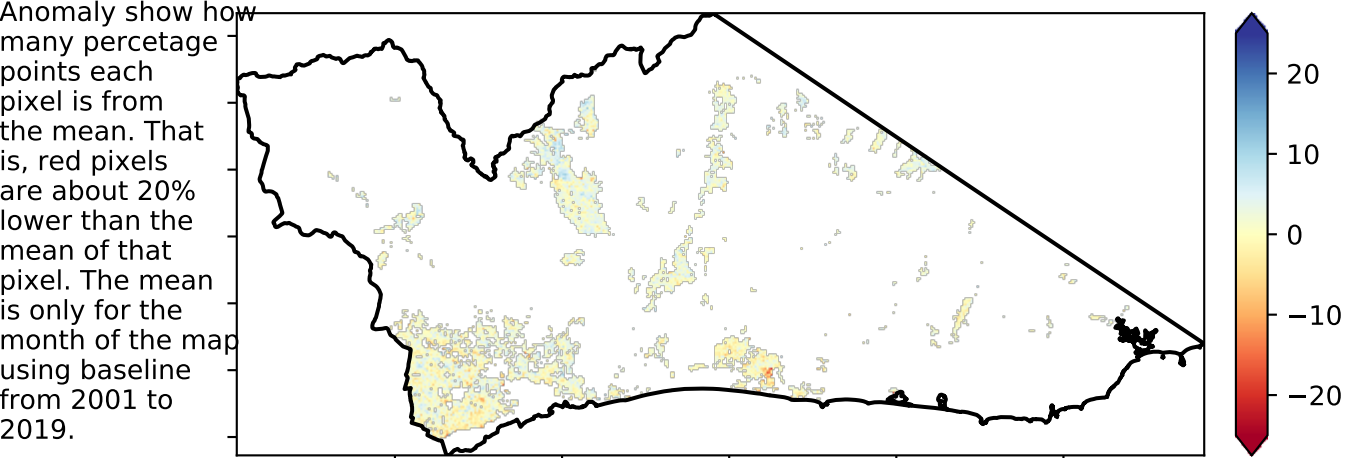 Anomaly show how
many percetage
points each
pixel is from
the mean. That
is, red pixels
are about 20%
lower than the
mean of that
pixel. The mean
is only for the
month of the map
using baseline
from 2001 to
2019.
20
10
0
−10
−20